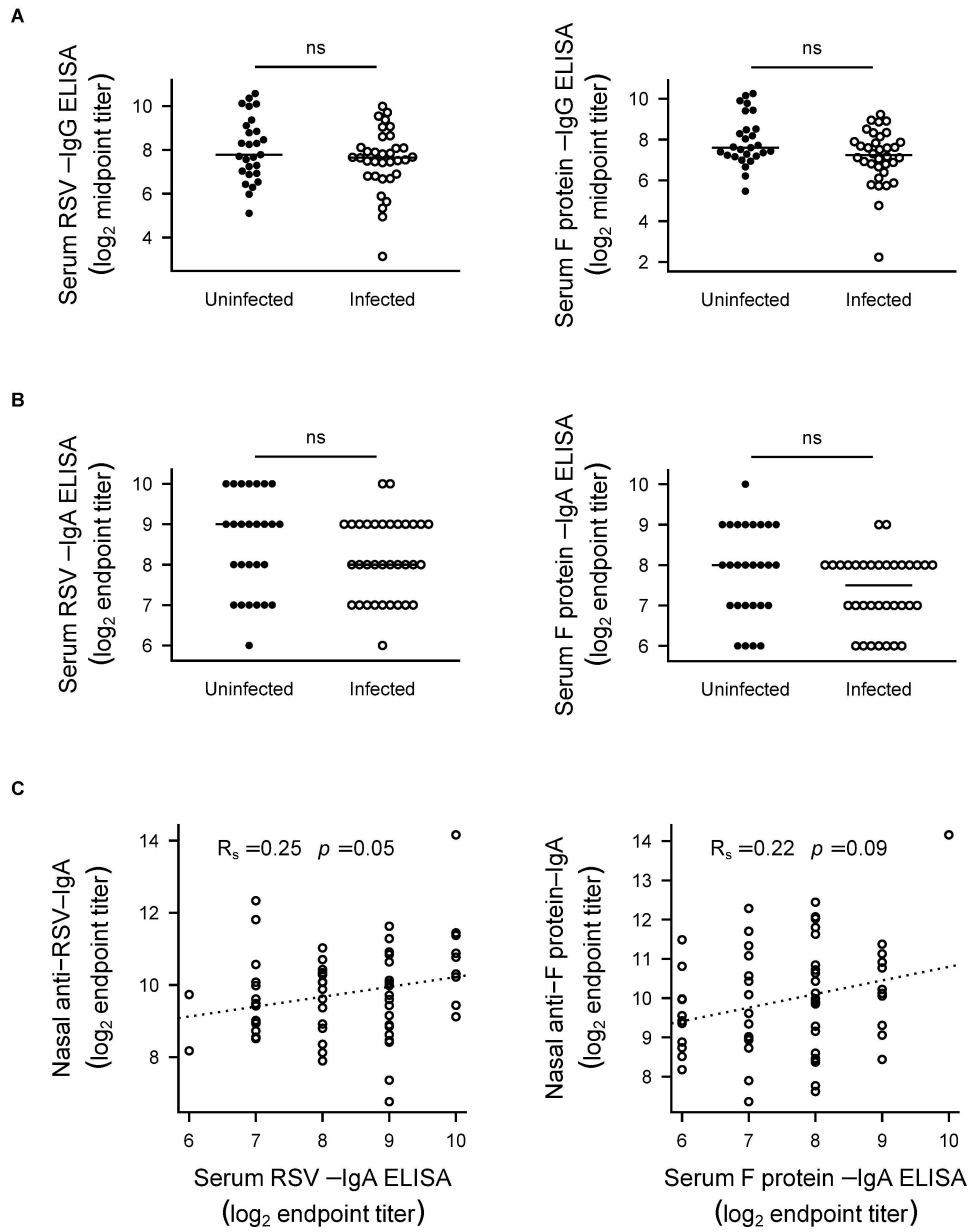 A
Serum RSV –IgG ELISA
(log2 midpoint titer)
ns
10
8
6
4
Uninfected Infected
Serum F protein –IgG ELISA
(log2 midpoint titer)
ns
10
8
6
4
2
Uninfected Infected
B
Serum RSV –IgA ELISA
(log2 endpoint titer)
ns
10
9
8
7
6
Uninfected Infected
Serum F protein –IgA ELISA
(log2 endpoint titer)
ns
10
9
8
7
6
Uninfected Infected
C
Nasal anti−RSV−IgA
(log2 endpoint titer)
Rs =0.25 p =0.05
14
12
10
8
6 7 8 9 10
Serum RSV –IgA ELISA
(log2 endpoint titer)
Nasal anti−F protein−IgA
(log2 endpoint titer)
Rs =0.22 p =0.09
14
13
12
11
10
9
8
6 7 8 9 10
Serum F protein –IgA ELISA
(log2 endpoint titer)